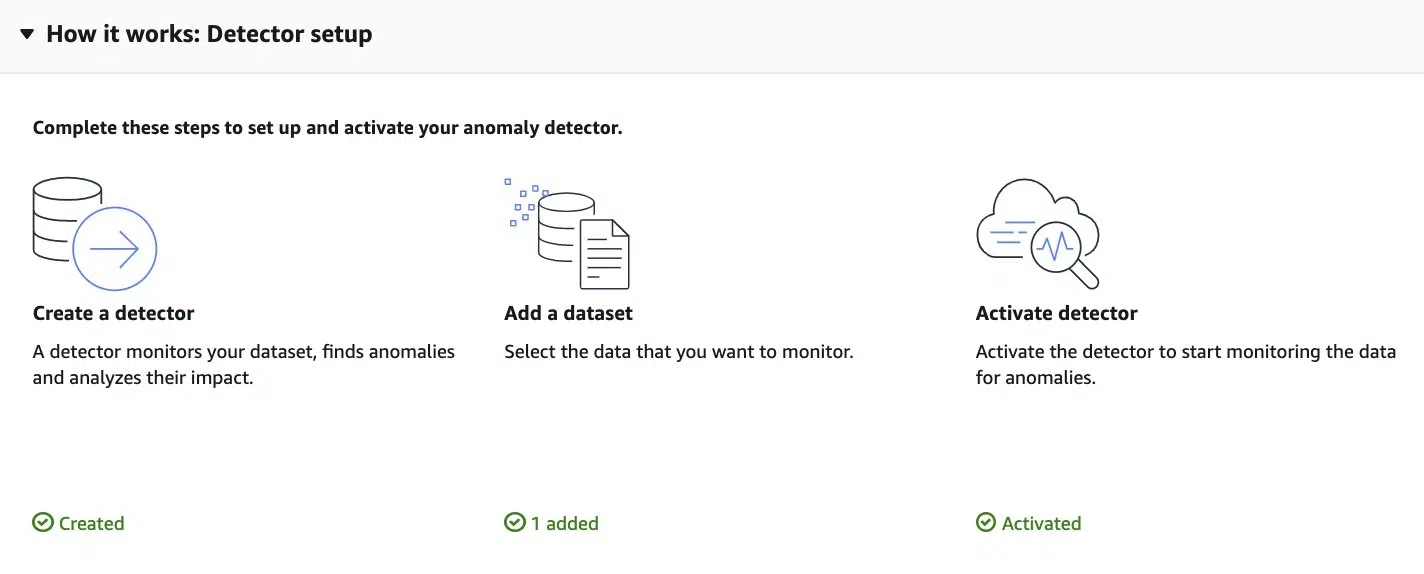 How it works: Detector setup
Complete these steps to set up and activate your anomaly detector.
Create a detector
A detector monitors your dataset, finds anomalies
and analyzes their impact.
Created
Add a dataset
Select the data that you want to monitor.
1 added
Activate detector
Activate the detector to start monitoring the data
for anomalies.
Activated